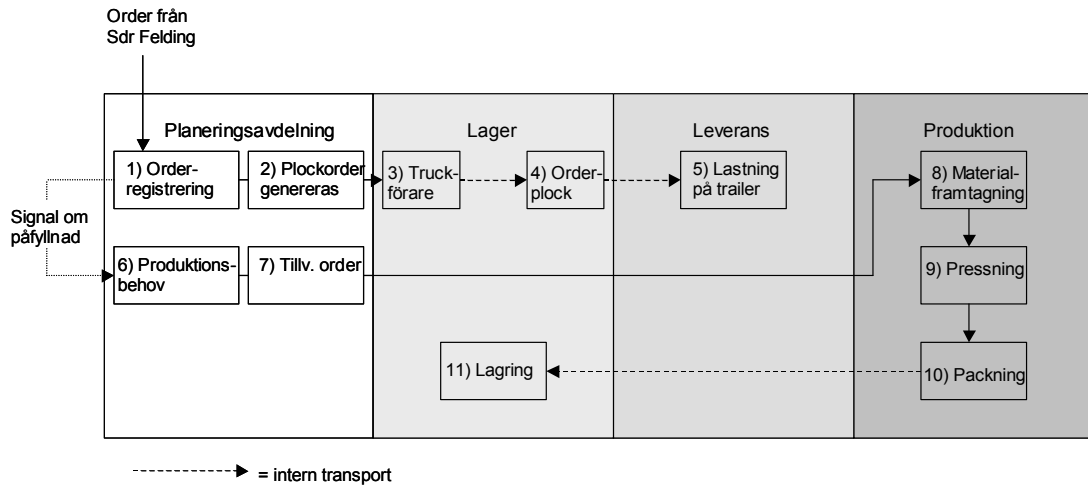 Order från
Sdr Felding
Planeringsavdelning
Lager
Leverans
Produktion
1) Order-
registrering
2) Plockorder
genereras
3) Truck-
förare
4) Order-
plock
5) Lastning
på trailer
8) Material-
framtagning
Signal om
påfyllnad
6) Produktions-
behov
7) Tillv. order
9) Pressning
11) Lagring
10) Packning
= intern transport